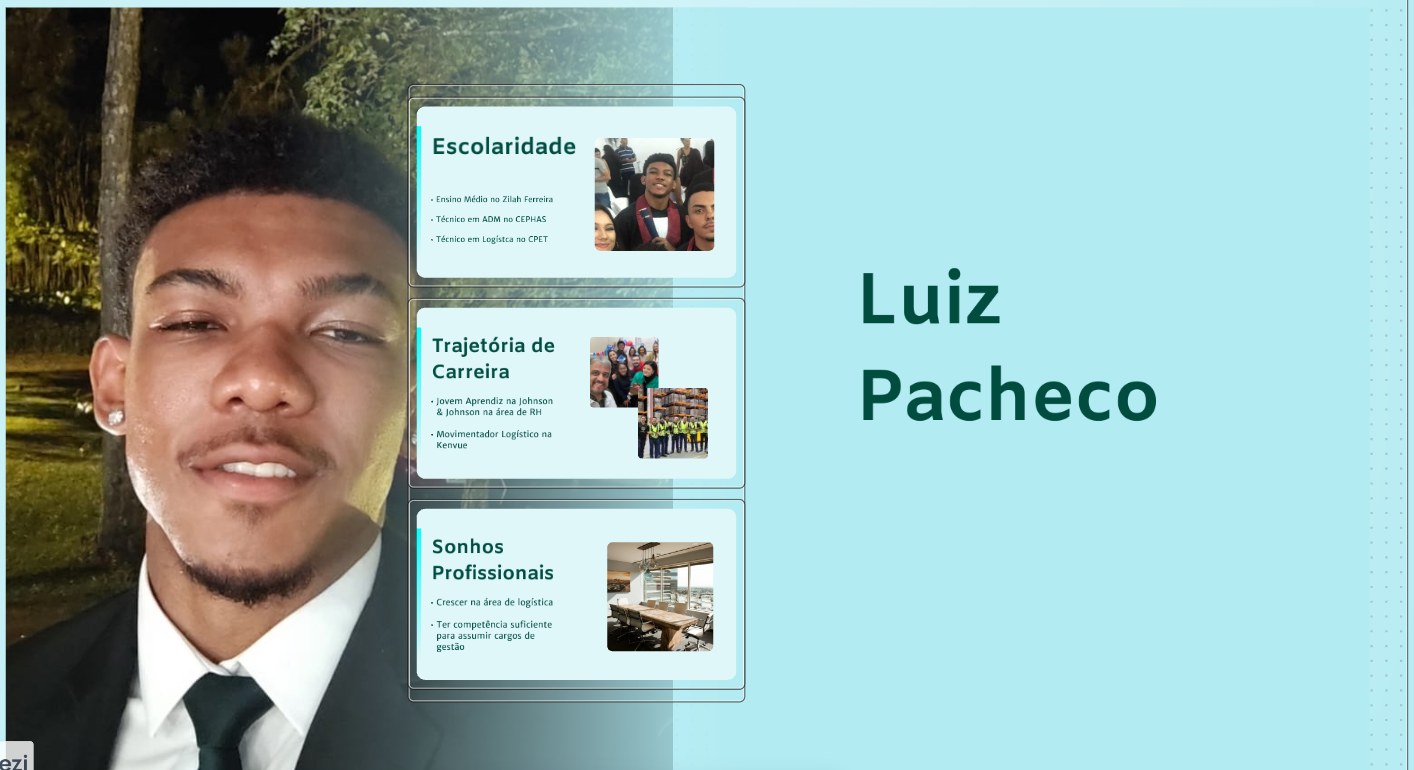 Escolaridade
· Ensino Médio no Zilah Ferreira
· Técnico em ADM no CEPHAS
· Técnico em Logístca no CPET
Trajetória de
Carreira
· Jovem Aprendiz na Johnson
& Johnson na área de RH
· Movimentador Logístico na
Kenvue
Sonhos
Profissionais
· Crescer na área de logística
· Ter competência suficiente
para assumir cargos de
gestão
Luiz
Pacheco
ezi